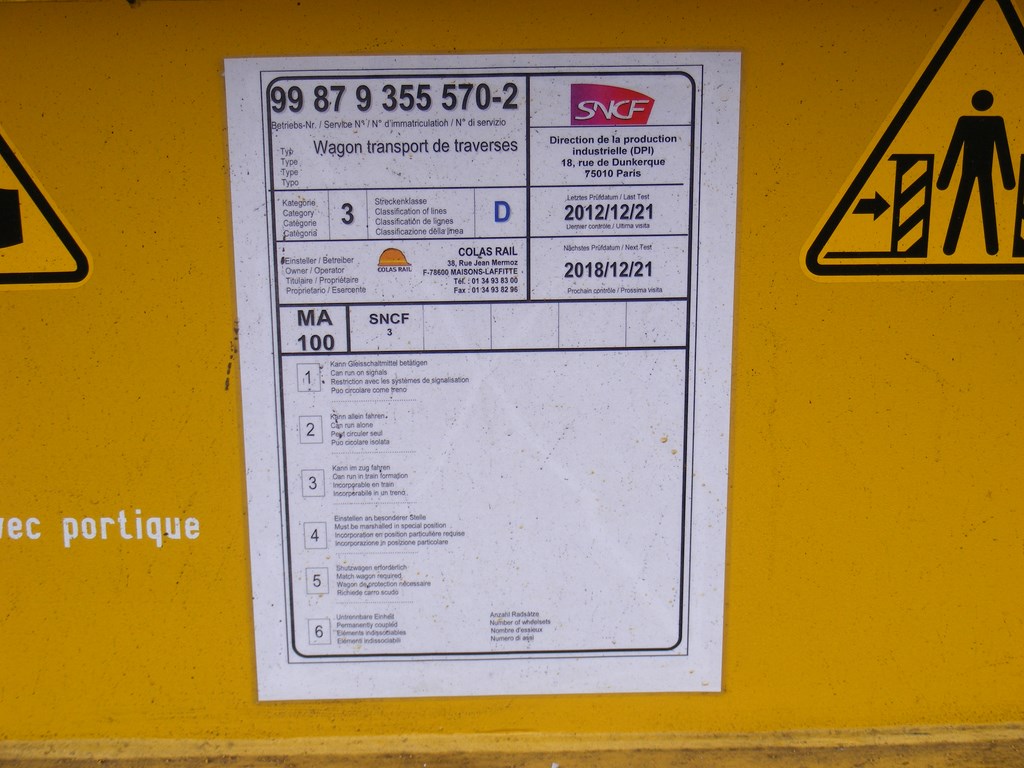 99 87 9 355 570-2
Betriebs-Nr. / Service N° / N° d'immatriculation / N° di servizio
Typ
Type
Type
Typo
Wagon transport de traverses
SNCF
Direction de la production
industrielle (DPI)
18, rue de Dunkerque
75010 Paris
Kategorie
Category
Catégorie
Catégoria
3
Streckenklasse
Classification of lines
Classification de lignes
Classificazione della linea
D
Letztes Prüfdatum / Last Test
2012/12/21
Dernier contrôle / Ultima visita
Einsteller / Betreiber
Owner / Operator
Titulaire / Propriétaire
Proprietario / Esercente
COLAS RAIL
COLAS RAIL
38, Rue Jean Mermoz
F-78600 MAISONS-LAFFITTE
Tél. : 01 34 93 83 00
Fax : 01 34 93 82 96
Nächstes Prüfdatum / Next Test
2018/12/21
Prochain contrôle / Prossima visita
MA
100
SNCF
3
1
Kann Gleisschaltmittel betätigen
Can run on signals
Restriction avec les systèmes de signalisation
Puo circolare come treno
2
Kann allein fahren
Can run alone
Peut circuler seul
Puo cicolare isolata
3
Kann im zug fahren
Can run in train formation
Incorporable en train
Incorporabile in un treno
4
Einstellen an besonderer Stelle
Must be marshalled in special position
Incorporation en position particulière requise
Incorporazione in posizione particolare
5
Shutzwagen erforderlich
Match wagon required
Wagon de protection nécessaire
Richiede carro scudo
6
Untrennbare Einheit
Permanently coupled
Eléments indissociables
Elementi indissociabili
Anzahl Radsätze
Number of wheelsets
Nombre d'essieux
Numero di assi
vec portique